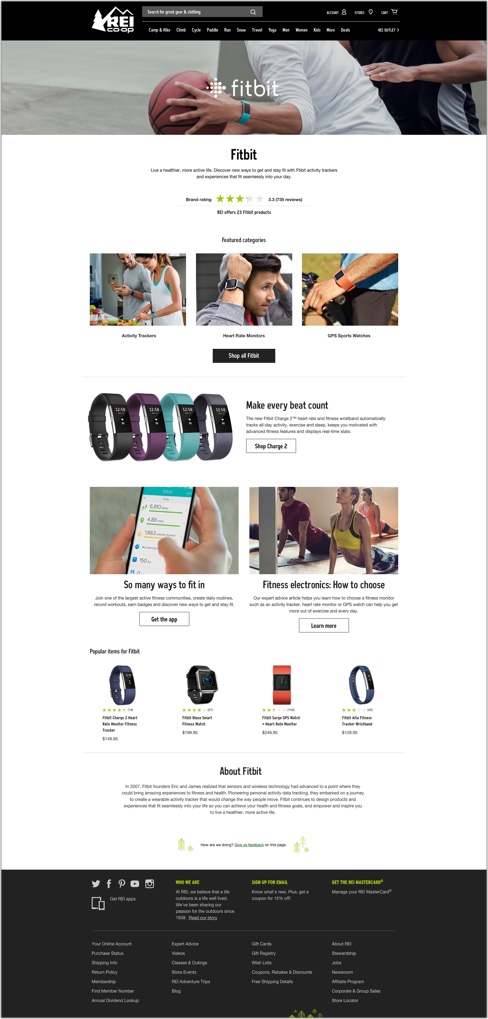 REI
CO·OP
Search for great gear & clothing
ACCOUNT
STORES
CART
Camp & Hike Climb Cycle Paddle Run Snow Travel Yoga Men Women Kids More Deals
REI OUTLET >
fitbit
Fitbit
Live a healthier, more active life. Discover new ways to get and stay fit with Fitbit activity trackers
and experiences that fit seamlessly into your day.
Brand rating 3.3 (735 reviews)
REI offers 23 Fitbit products
Featured categories
Activity Trackers
Heart Rate Monitors
GPS Sports Watches
Shop all Fitbit
Make every beat count
The new Fitbit Charge 2™ heart rate and fitness wristband automatically
tracks all-day activity, exercise and sleep, keeps you motivated with
advanced fitness features and displays real-time stats.
Shop Charge 2
12:58
12:58
12:58
12:58
6,810
4.88
1,663
So many ways to fit in
Join one of the largest active fitness communities, create daily routines,
record workouts, earn badges and discover new ways to get and stay fit.
Get the app
Fitness electronics: How to choose
Our expert advice article helps you learn how to choose a fitness monitor
such as an activity tracker, heart rate monitor or GPS watch can help you get
more out of exercise and every day.
Learn more
Popular items for Fitbit
Fitbit Charge 2 Heart
Rate Monitor Fitness
Tracker
$149.95
Fitbit Blaze Smart
Fitness Watch
$199.95
Fitbit Surge GPS Watch
+ Heart Rate Monitor
$249.95
Fitbit Alta Fitness
Tracker Wristband
$129.95
About Fitbit
In 2007, Fitbit founders Eric and James realized that sensors and wireless technology had advanced to a point where they
could bring amazing experiences to fitness and health. Pioneering personal activity data tracking, they embarked on a journey
to create a wearable activity tracker that would change the way people move. Fitbit continues to design products and
experiences that fit seamlessly into your life so you can achieve your health and fitness goals, and empower and inspire you
to live a healthier, more active life.
How are we doing? Give us feedback on this page.
Get REI apps
WHO WE ARE
At REI, we believe that a life
outdoors is a life well lived.
We've been sharing our
passion for the outdoors since
1938. Read our story
SIGN UP FOR EMAIL
Know what's new. Plus, get a
coupon for 15% off!
GET THE REI MASTERCARD®
Manage your REI MasterCard®
Your Online Account
Purchase Status
Shipping Info
Return Policy
Membership
Find Member Number
Annual Dividend Lookup
Expert Advice
Videos
Classes & Outings
Store Events
REI Adventure Trips
Blog
Gift Cards
Gift Registry
Wish Lists
Coupons, Rebates & Discounts
Free Shipping Details
About REI
Stewardship
Jobs
Newsroom
Affiliate Program
Corporate & Group Sales
Store Locator